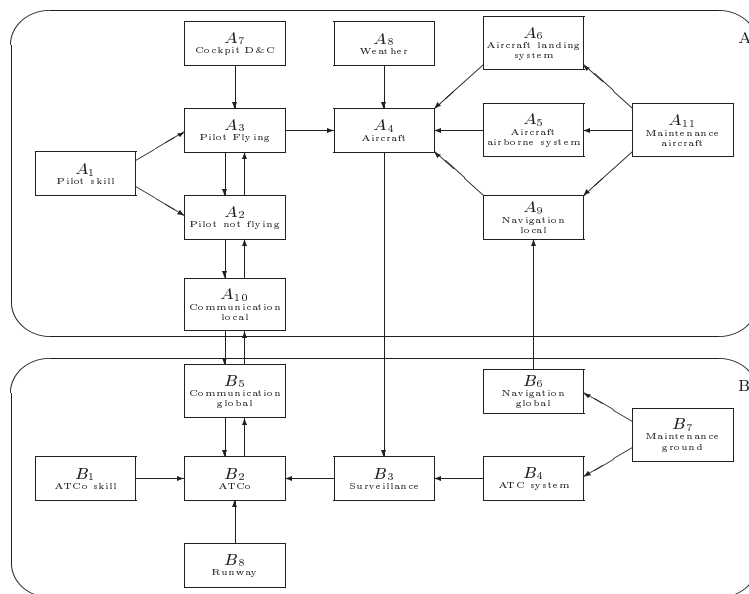 A7
Cockpit D&C
A8
Weather
A6
Aircraft landing
system
A
A3
Pilot Flying
A4
Aircraft
A5
Aircraft
airborne system
A11
Maintenance
aircraft
A1
Pilot skill
A2
Pilot not flying
A9
Navigation
local
A10
Communication
local
B5
Communication
global
B6
Navigation
global
B
B7
Maintenance
ground
B1
ATCo skill
B2
ATCo
B3
Surveillance
B4
ATC system
B8
Runway